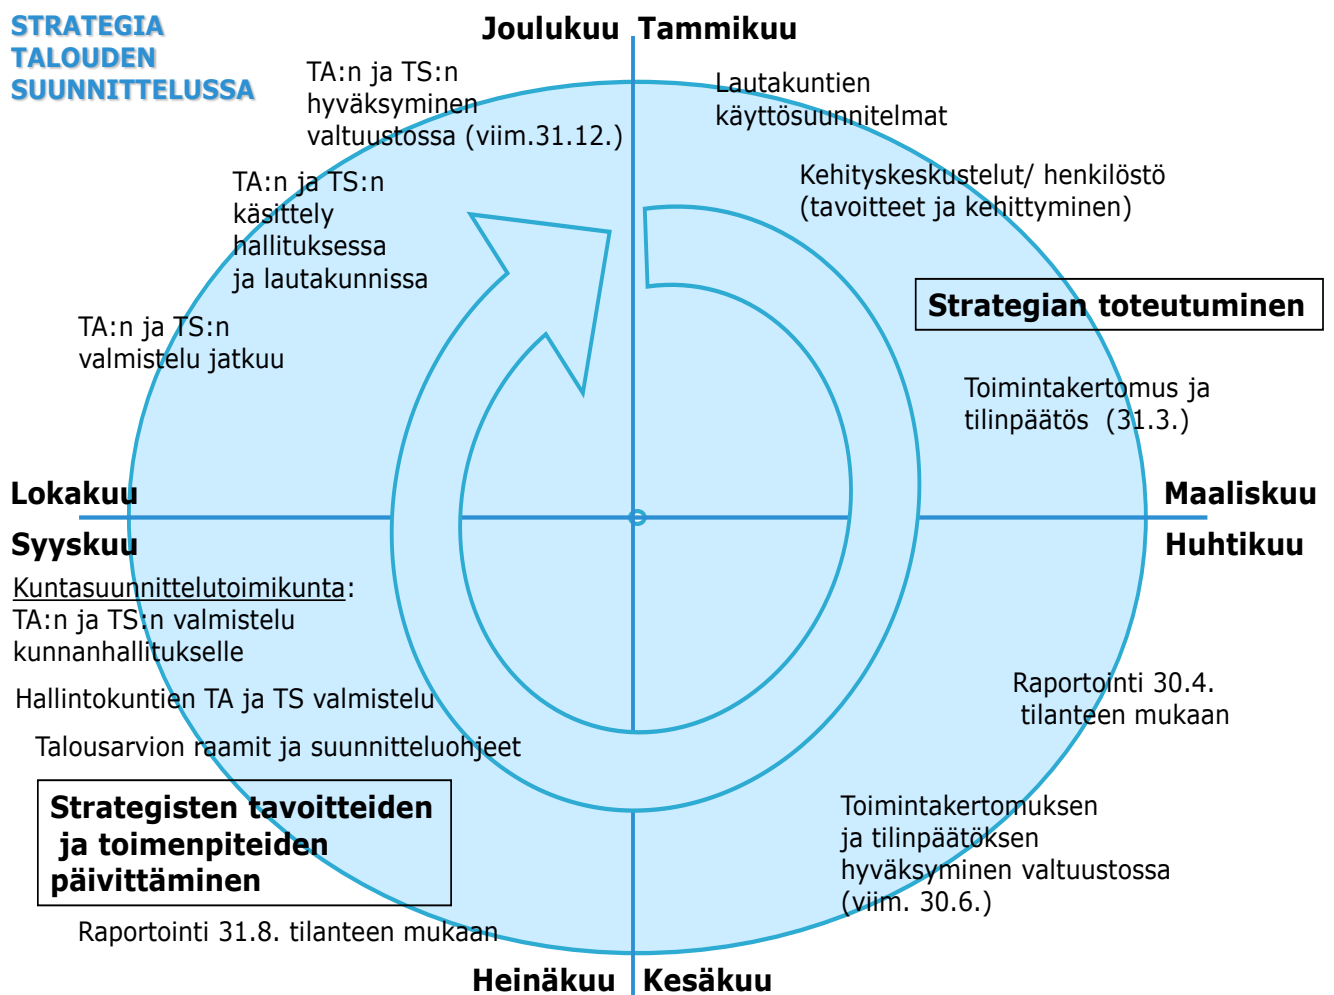 STRATEGIA
TALOUDEN
SUUNNITTELUSSA
Joulukuu
Tammikuu
TA:n ja TS:n
hyväksyminen
valtuustossa (viim.31.12.)
Lautakuntien
käyttösuunnitelmat
TA:n ja TS:n
käsittely
hallituksessa
ja lautakunnissa
Kehityskeskustelut/ henkilöstö
(tavoitteet ja kehittyminen)
Strategian toteutuminen
TA:n ja TS:n
valmistelu jatkuu
Toimintakertomus ja
tilinpäätös  (31.3.)
Lokakuu
Maaliskuu
Syyskuu
Huhtikuu
Kuntasuunnittelutoimikunta:
TA:n ja TS:n valmistelu
kunnanhallitukselle
Hallintokuntien TA ja TS valmistelu
Talousarvion raamit ja suunnitteluohjeet
Raportointi 30.4.
tilanteen mukaan
Strategisten tavoitteiden
ja toimenpiteiden
päivittäminen
Toimintakertomuksen
ja tilinpäätöksen
hyväksyminen valtuustossa
(viim. 30.6.)
Raportointi 31.8. tilanteen mukaan
Heinäkuu
Kesäkuu